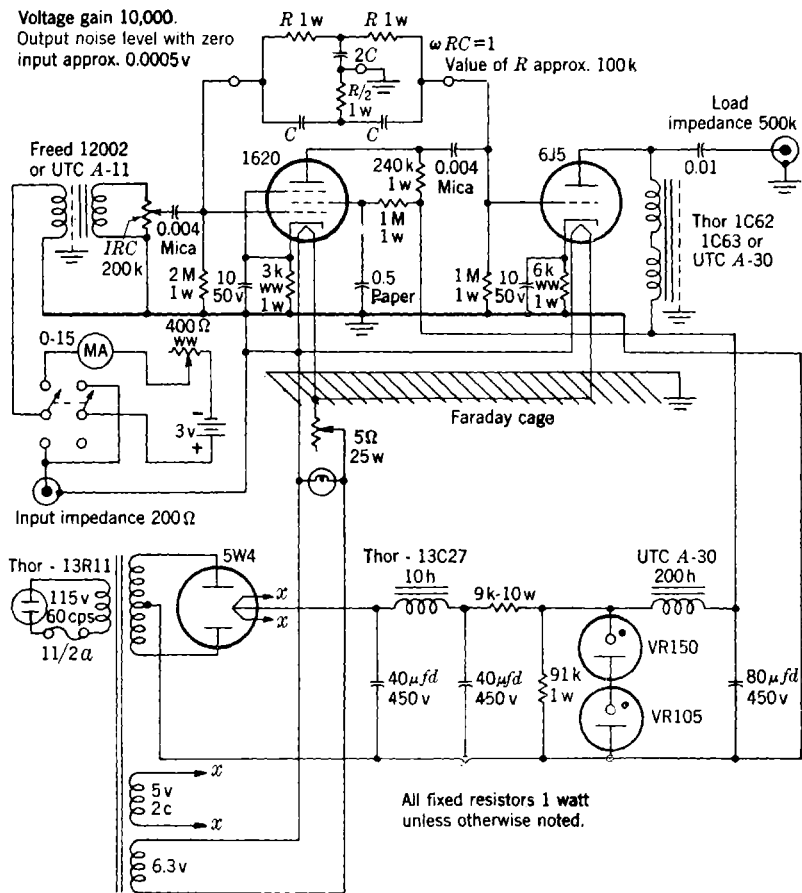 Voltage gain 10,000.
Output noise level with zero
input approx. 0.0005v
R 1w
R 1w
2C
R/2
1w
C
C
ωRC=1
Value of R approx. 100k
Load
impedance 500k
Freed 12002
or UTC A-11
1620
240k
1w
0.004
Mica
6J5
0.01
IRC
200k
0.004
Mica
1M
1w
Thor 1C62
1C63 or
UTC A-30
2M
1w
10
50v
3k
ww
1w
0.5
Paper
1M
1w
10
50v
6k
ww
1w
0-15
MA
400Ω
ww
-
3v
+
Faraday cage
5Ω
25w
Input impedance 200Ω
Thor - 13R11
5W4
Thor - 13C27
10h
UTC A-30
200h
115v
60cps
11/2a
x
x
9k-10w
40μfd
450v
40μfd
450v
91k
1w
VR150
VR105
80μfd
450v
5v
2c
x
x
All fixed resistors 1 watt
unless otherwise noted.
6.3v